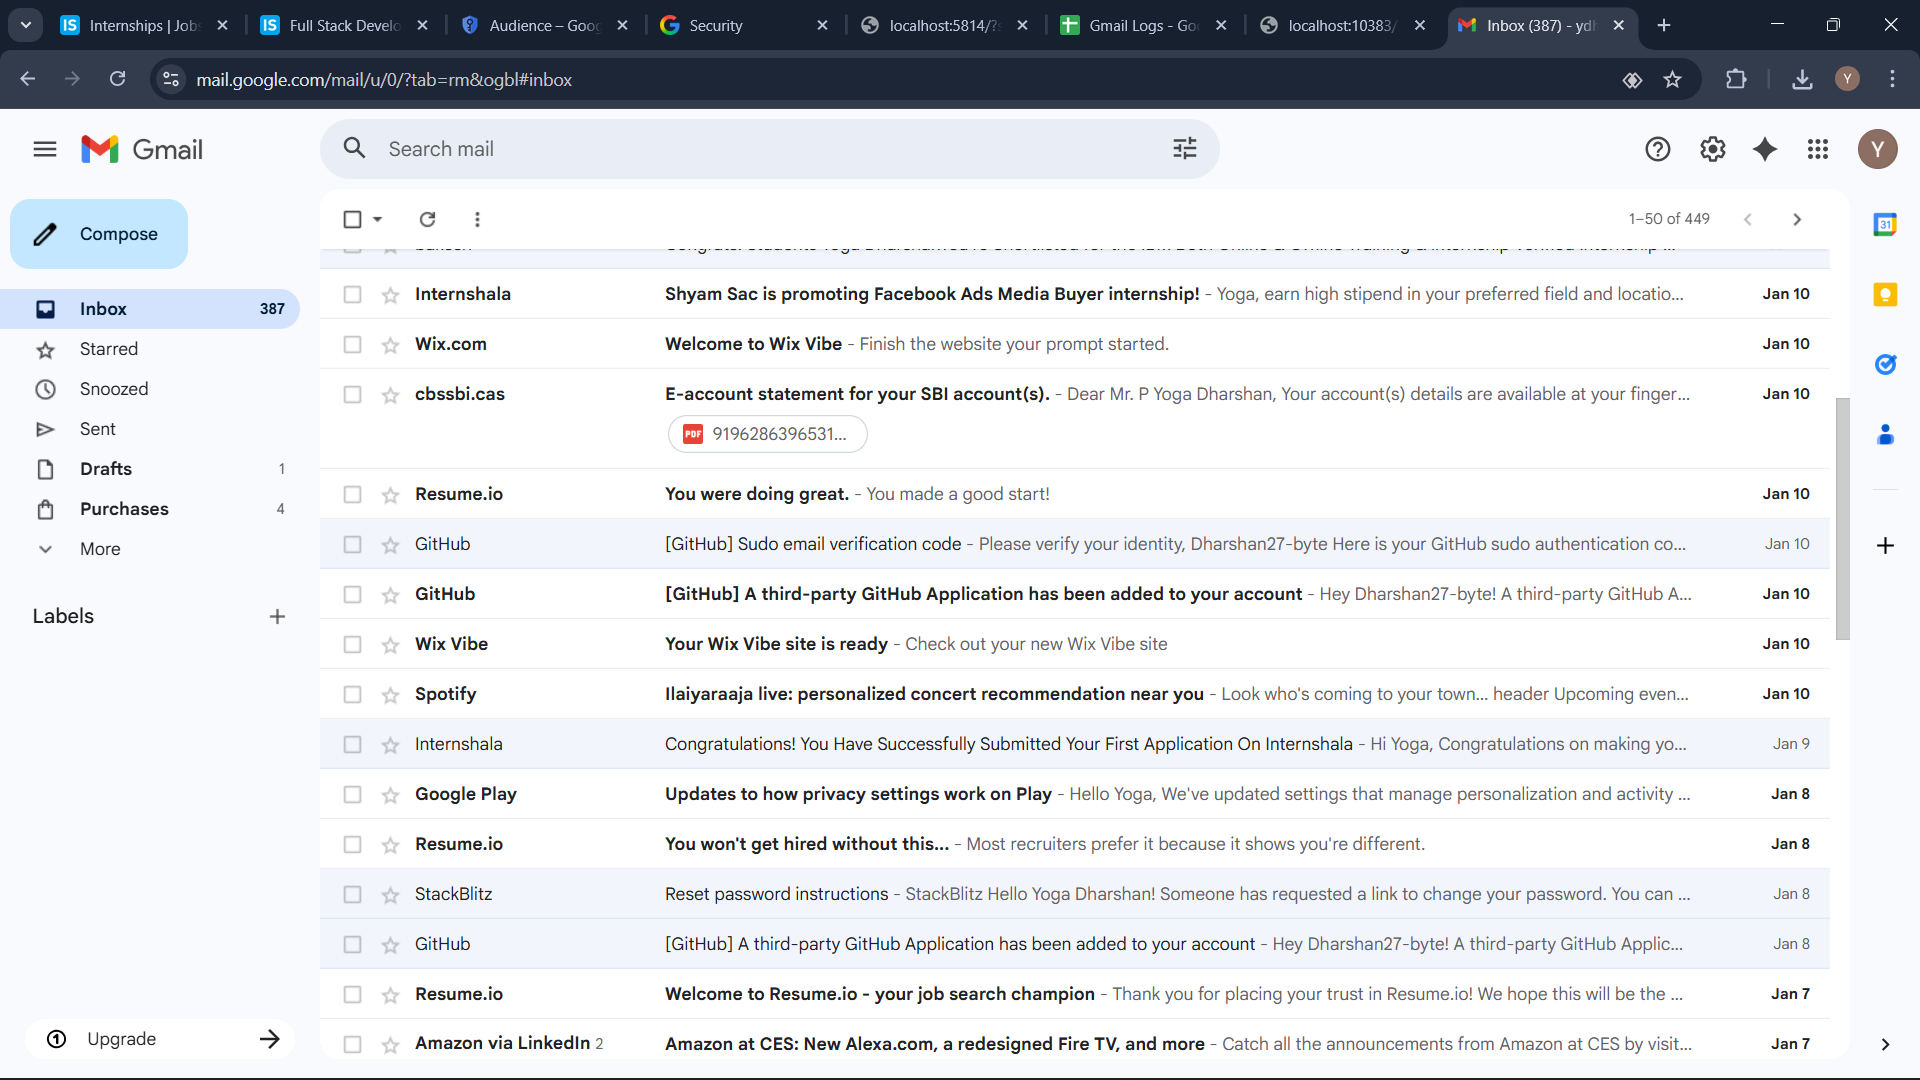 Internships | Jobs
Full Stack Develo
Audience – Goog
Security
localhost:5814/?s
Gmail Logs - Go
localhost:10383/
Inbox (387) - ydh
mail.google.com/mail/u/0/?tab=rm&ogbl#inbox
Y
Gmail
Search mail
Y
Compose
1–50 of 449
31
Inbox 387
Starred
Snoozed
Sent
Drafts 1
Purchases 4
More
Labels
Upgrade
Internshala Shyam Sac is promoting Facebook Ads Media Buyer internship! - Yoga, earn high stipend in your preferred field and locatio... Jan 10
Wix.com Welcome to Wix Vibe - Finish the website your prompt started. Jan 10
cbssbi.cas E-account statement for your SBI account(s). - Dear Mr. P Yoga Dharshan, Your account(s) details are available at your finger... Jan 10
PDF 9196286396531...
Resume.io You were doing great. - You made a good start! Jan 10
GitHub [GitHub] Sudo email verification code - Please verify your identity, Dharshan27-byte Here is your GitHub sudo authentication co... Jan 10
GitHub [GitHub] A third-party GitHub Application has been added to your account - Hey Dharshan27-byte! A third-party GitHub A... Jan 10
Wix Vibe Your Wix Vibe site is ready - Check out your new Wix Vibe site Jan 10
Spotify Ilaiyaraaja live: personalized concert recommendation near you - Look who's coming to your town... header Upcoming even... Jan 10
Internshala Congratulations! You Have Successfully Submitted Your First Application On Internshala - Hi Yoga, Congratulations on making yo... Jan 9
Google Play Updates to how privacy settings work on Play - Hello Yoga, We've updated settings that manage personalization and activity ... Jan 8
Resume.io You won't get hired without this... - Most recruiters prefer it because it shows you're different. Jan 8
StackBlitz Reset password instructions - StackBlitz Hello Yoga Dharshan! Someone has requested a link to change your password. You can ... Jan 8
GitHub [GitHub] A third-party GitHub Application has been added to your account - Hey Dharshan27-byte! A third-party GitHub Applic... Jan 8
Resume.io Welcome to Resume.io - your job search champion - Thank you for placing your trust in Resume.io! We hope this will be the ... Jan 7
Amazon via LinkedIn 2 Amazon at CES: New Alexa.com, a redesigned Fire TV, and more - Catch all the announcements from Amazon at CES by visit... Jan 7